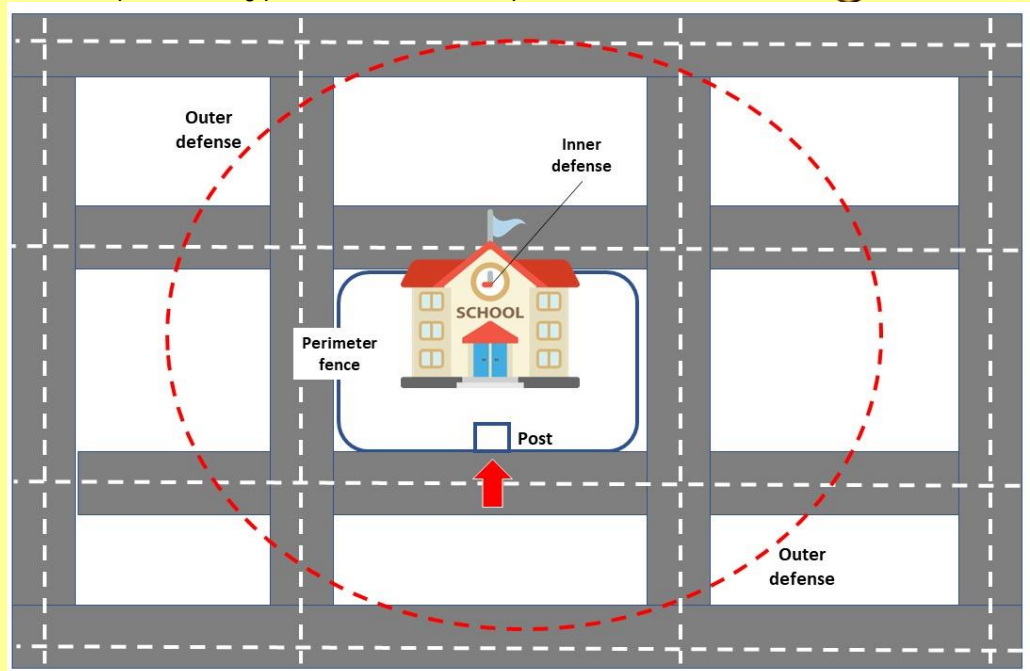 Outer
defense
Inner
defense
SCHOOL
Perimeter
fence
Post
Outer
defense